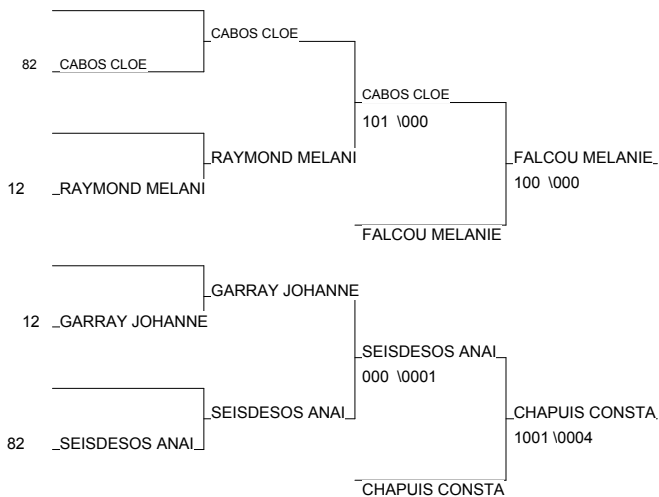 CABOS CLOE
82 CABOS CLOE
CABOS CLOE
101 \000
RAYMOND MELANI
FALCOU MELANIE
12 RAYMOND MELANI
100 \000
FALCOU MELANIE
GARRAY JOHANNE
12 GARRAY JOHANNE
SEISDESOS ANAI
000 \0001
SEISDESOS ANAI
CHAPUIS CONSTA
82 SEISDESOS ANAI
1001 \0004
CHAPUIS CONSTA